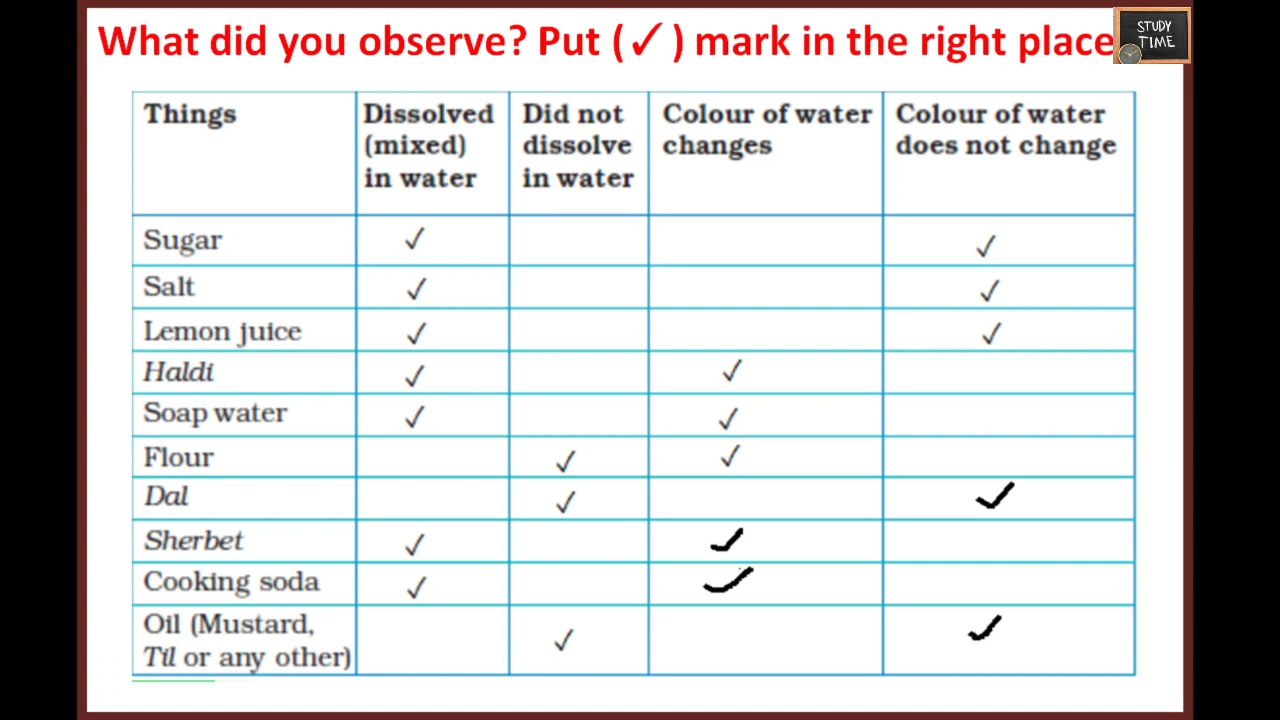 What did you observe? Put (✓) mark in the right place
STUDY
TIME
Things Dissolved (mixed) in water Did not dissolve in water Colour of water changes Colour of water does not change
Sugar ✓ ✓
Salt ✓ ✓
Lemon juice ✓ ✓
Haldi ✓ ✓
Soap water ✓ ✓
Flour ✓ ✓
Dal ✓ ✓
Sherbet ✓ ✓
Cooking soda ✓ ✓
Oil (Mustard,
Til or any other) ✓ ✓